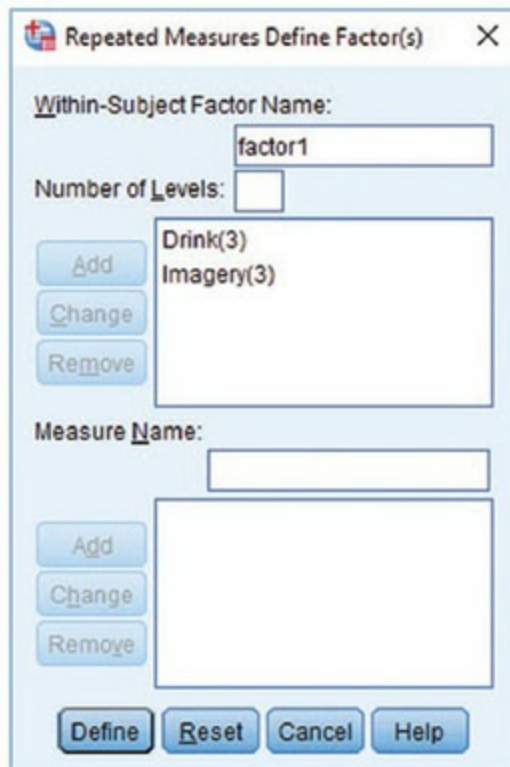 Repeated Measures Define Factor(s)
Within-Subject Factor Name:
factor1
Number of Levels:
Add
Change
Remove
Drink(3)
Imagery(3)
Measure Name:
Add
Change
Remove
Define Reset Cancel Help